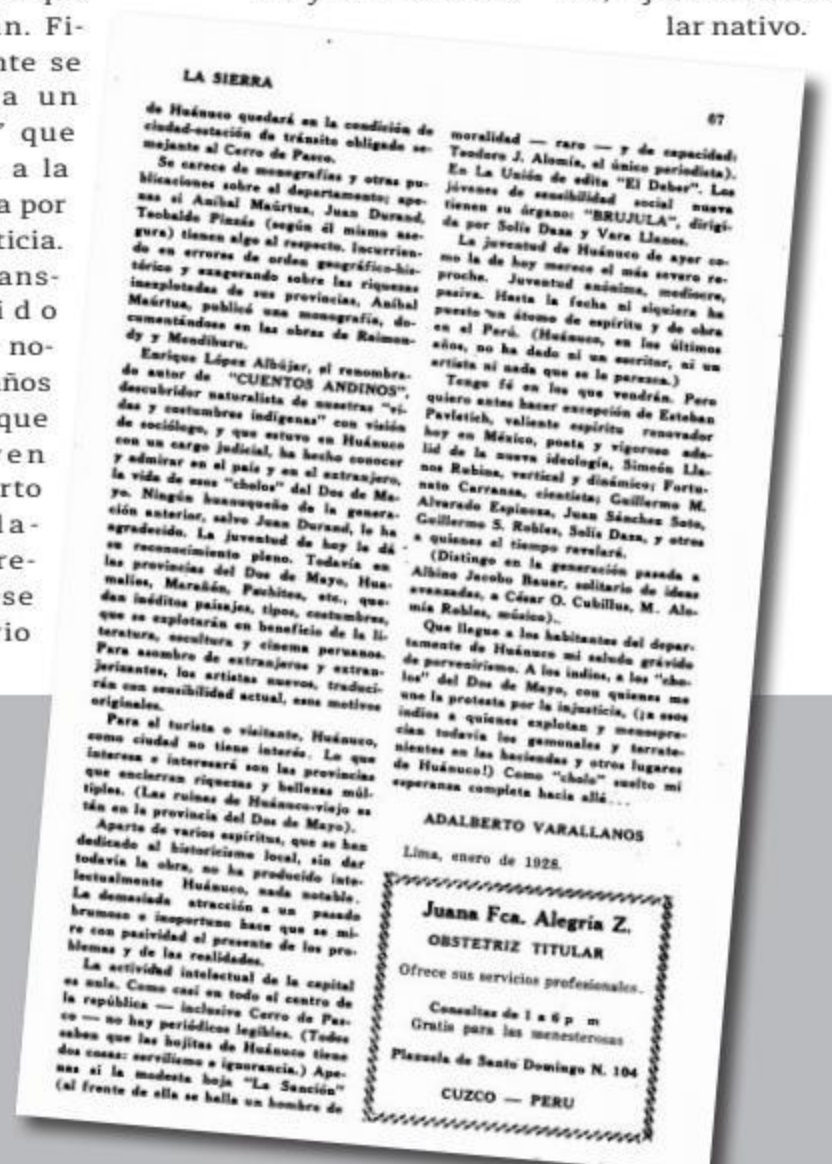 n. Fi-
nte se
a un
que
a la
a por
ticia.
ans-
ido
no-
años
que
en
rto
la-
re-
se
rio
lar nativo.
LA SIERRA
67
de Huánuco quedará en la condición de
ciudad-estación de tránsito obligado se-
mejante al Cerro de Pasco.
Se carece de monografías y otras pu-
blicaciones sobre el departamento; ape-
nas si Aníbal Maúrtua, Juan Durand,
Teobaldo Pinzás (según él mismo ase-
gura) tienen algo al respecto. Incurrien-
do en errores de orden geográfico-his-
tórico y exagerando sobre las riquezas
inexplotadas de sus provincias, Aníbal
Maúrtua, publicó una monografía, do-
cumentándose en las obras de Raimon-
dy y Mendiburu.
Enrique López Albújar, el renombra-
do autor de "CUENTOS ANDINOS",
descubridor naturalista de nuestras "vi-
das y costumbres indígenas" con visión
de sociólogo, y que estuvo en Huánuco
con un cargo judicial, ha hecho conocer
y admirar en el país y en el extranjero,
la vida de esos "cholos" del Dos de Ma-
yo. Ningún huanuqueño de la genera-
ción anterior, salvo Juan Durand, le ha
agradecido. La juventud de hoy le dá
su reconocimiento pleno. Todavía en
las provincias del Dos de Mayo, Hua-
malíes, Marañón, Pachitea, etc., que-
dan inéditos paisajes, tipos, costumbres,
que se explotarán en beneficio de la li-
teratura, escultura y cinema peruanos.
Para asombro de extranjeros y extran-
jerizantes, los artistas nuevos, traduci-
rán con sensibilidad actual, esos motivos
originales.
Para el turista o visitante, Huánuco,
como ciudad no tiene interés. Lo que
interesa e interesará son las provincias
que encierran riquezas y bellezas múl-
tiples. (Las ruinas de Huánuco-viejo es
tán en la provincia del Dos de Mayo).
Aparte de varios espíritus, que se han
dedicado al historicismo local, sin dar
todavía la obra, no ha producido inte-
lectualmente Huánuco, nada notable.
La demasiada atracción a un pasado
brumoso e inoportuno hace que se mi-
re con pasividad el presente de los pro-
blemas y de las realidades.
La actividad intelectual de la capital
es nula. Como casi en todo el centro de
la república — inclusive Cerro de Pas-
co — no hay periódicos legibles. (Todos
saben que las hojitas de Huánuco tiene
dos cosas: servilismo e ignorancia.) Ape-
nas si la modesta hoja "La Sanción"
(al frente de ella se halla un hombre de
moralidad — raro — y de capacidad:
Teodoro J. Alomía, el único periodista).
En La Unión de edita "El Deber". Los
jóvenes de sensibilidad social nueva
tienen su órgano: "BRUJULA", dirigi-
da por Solís Daza y Vara Llanos.
La juventud de Huánuco de ayer co-
mo la de hoy merece el más severo re-
proche. Juventud anónima, mediocre,
pasiva. Hasta la fecha ni siquiera ha
puesto un átomo de espíritu y de obra
en el Perú. (Huánuco, en los últimos
años, no ha dado ni un escritor, ni un
artista ni nada que se le parezca.)
Tengo fé en los que vendrán. Pero
quiero antes hacer excepción de Esteban
Pavletich, valiente espíritu renovador
hoy en México, poeta y vigoroso ada-
lid de la nueva ideología, Simeón Lla-
nos Rubina, vertical y dinámico; Fortu-
nato Carranza, cientista; Guillermo M.
Alvarado Espinoza, Juan Sánchez Soto,
Guillermo S. Robles, Solís Daza, y otros
a quienes el tiempo revelará.
(Distingo en la generación pasada a
Albino Jacobo Bauer, solitario de ideas
avanzadas, a César O. Cubillus, M. Alo-
mía Robles, músico)..
Que llegue a los habitantes del depar-
tamento de Huánuco mi saludo grávido
de porvenirismo. A los indios, a los "cho-
los" del Dos de Mayo, con quienes me
une la protesta por la injusticia, (¡a esos
indios a quienes explotan y menospre-
cian todavía los gamonales y terrate-
nientes en las haciendas y otros lugares
de Huánuco!) Como "cholo" suelto mi
esperanza completa hacia allá...
ADALBERTO VARALLANOS
Lima, enero de 1928.
Juana Fca. Alegría Z.
OBSTETRIZ TITULAR
Ofrece sus servicios profesionales.
Consultas de 1 a 6 p m
Gratis para las menesterosas
Plazuela de Santo Domingo N. 104
CUZCO — PERU